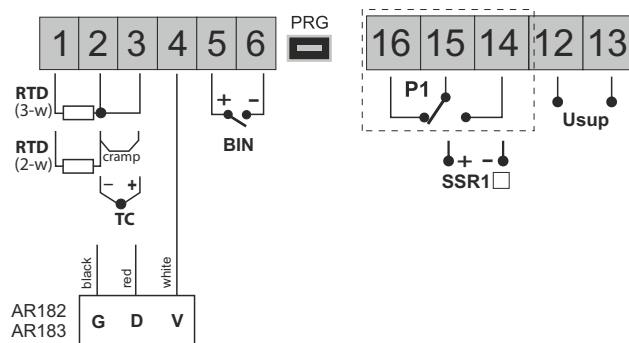 PRG
1 2 3 4 5 6
16 15 14 12 13
RTD
(3-w)
RTD
(2-w)
cramp
− +
TC
+ −
BIN
P1
Usup
+ −
SSR1
black
red
white
AR182
AR183
G D V